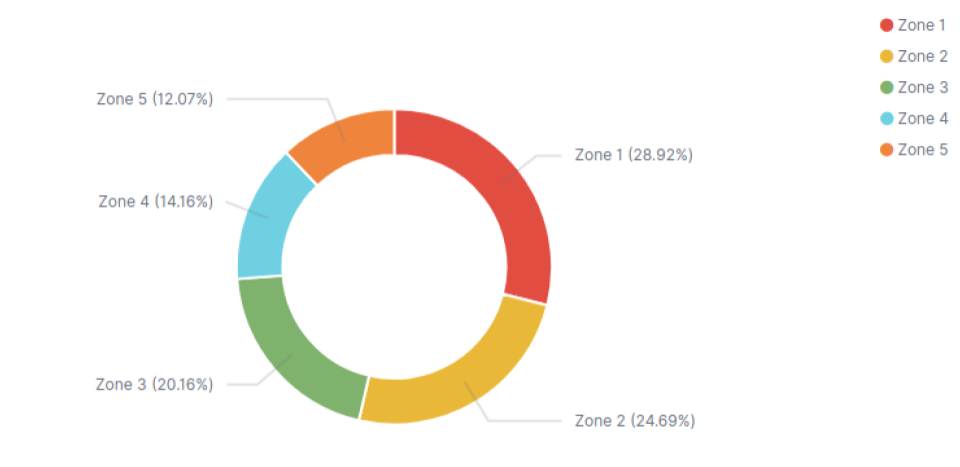 Zone 1
Zone 2
Zone 3
Zone 4
Zone 5
Zone 5 (12.07%)
Zone 1 (28.92%)
Zone 4 (14.16%)
Zone 3 (20.16%)
Zone 2 (24.69%)